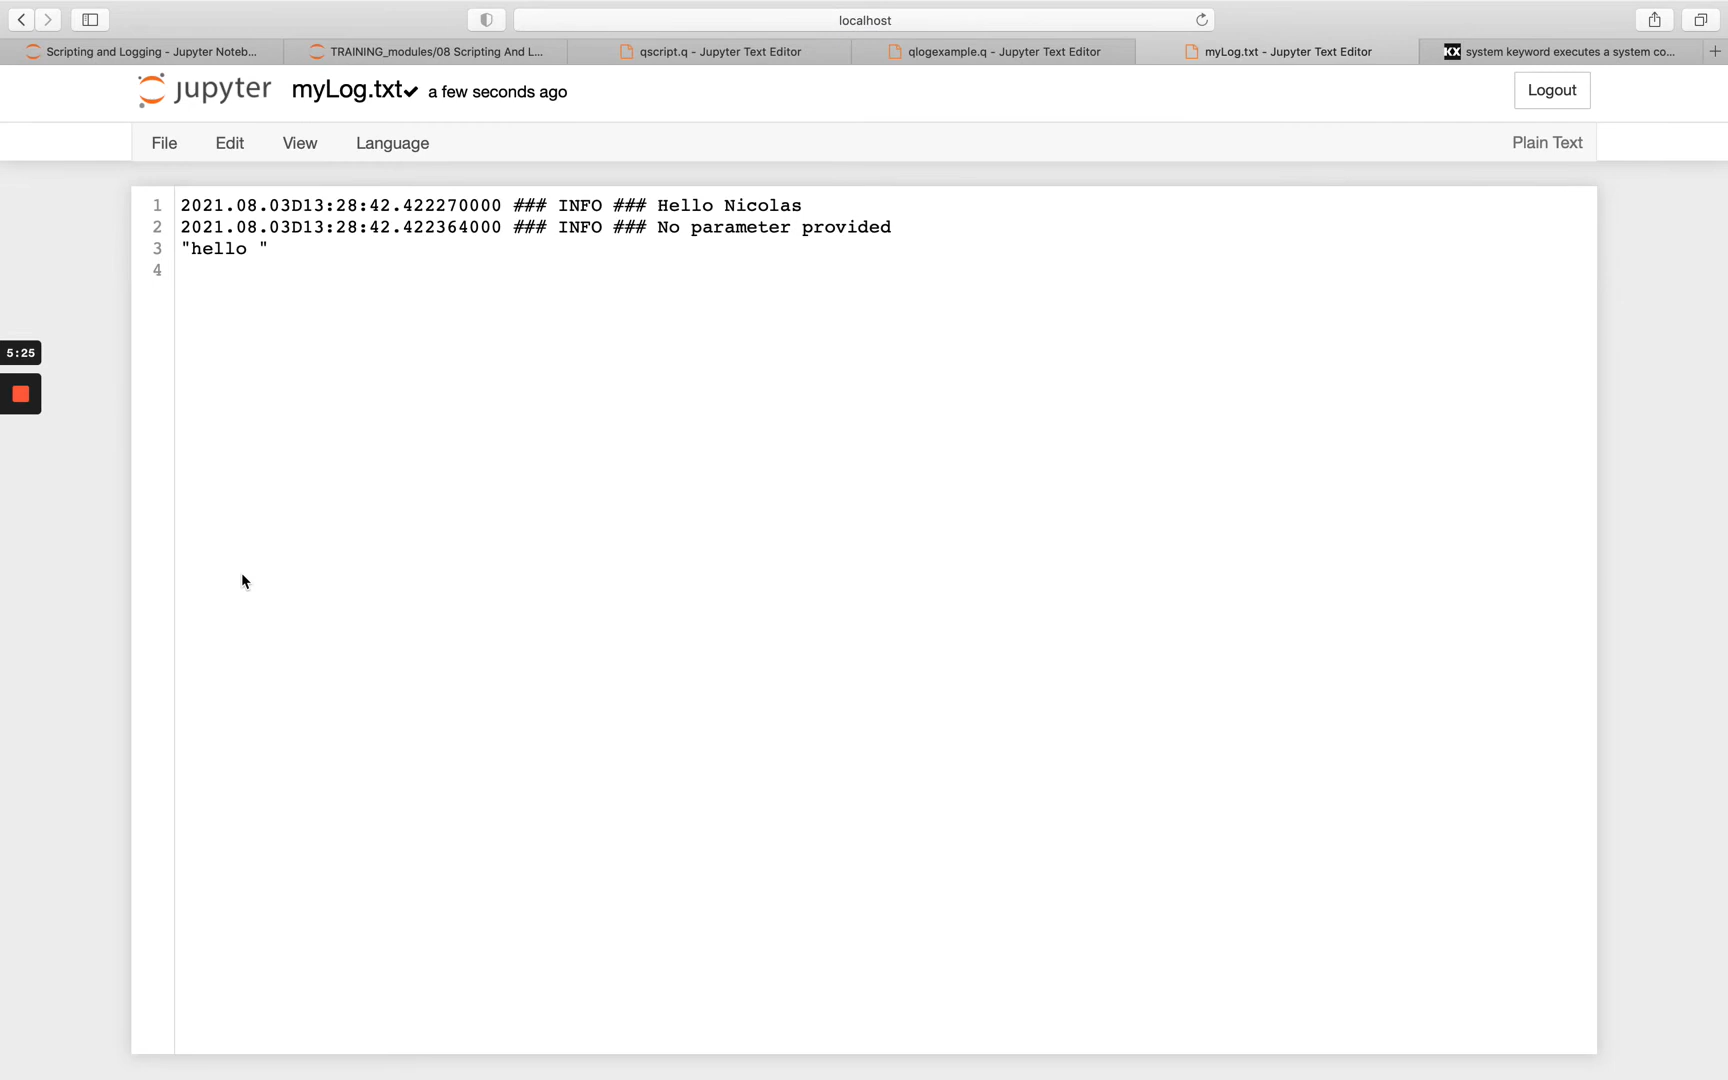 localhost
Scripting and Logging - Jupyter Noteb...
TRAINING_modules/08 Scripting And L...
qscript.q - Jupyter Text Editor
qlogexample.q - Jupyter Text Editor
myLog.txt - Jupyter Text Editor
KX system keyword executes a system co...
jupyter myLog.txt✔ a few seconds ago
Logout
File Edit View Language
Plain Text
1 2021.08.03D13:28:42.422270000 ### INFO ### Hello Nicolas
2 2021.08.03D13:28:42.422364000 ### INFO ### No parameter provided
3 "hello "
4
5:25